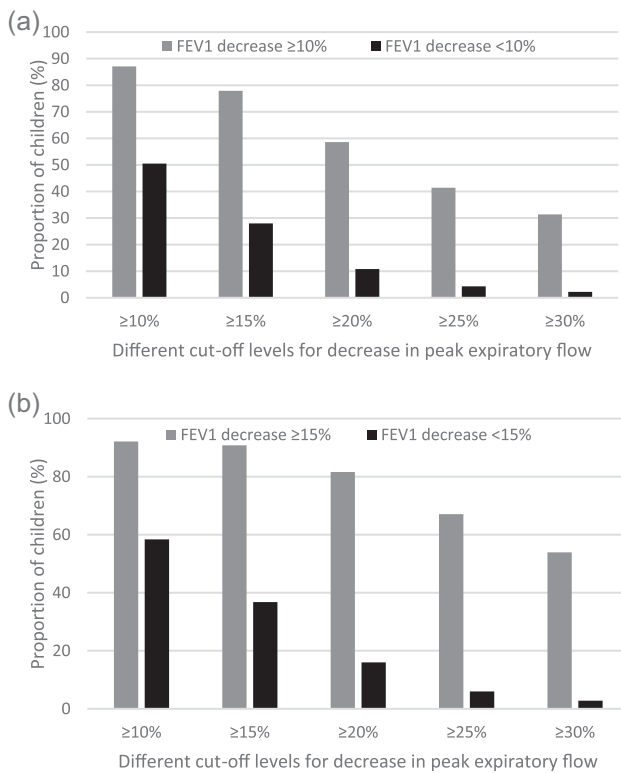 (a)
100
FEV1 decrease ≥10% FEV1 decrease <10%
90
80
70
60
50
40
30
20
10
0
Proportion of children (%)
≥10% ≥15% ≥20% ≥25% ≥30%
Different cut-off levels for decrease in peak expiratory flow
(b)
100
FEV1 decrease ≥15% FEV1 decrease <15%
80
60
40
20
0
Proportion of children (%)
≥10% ≥15% ≥20% ≥25% ≥30%
Different cut-off levels for decrease in peak expiratory flow